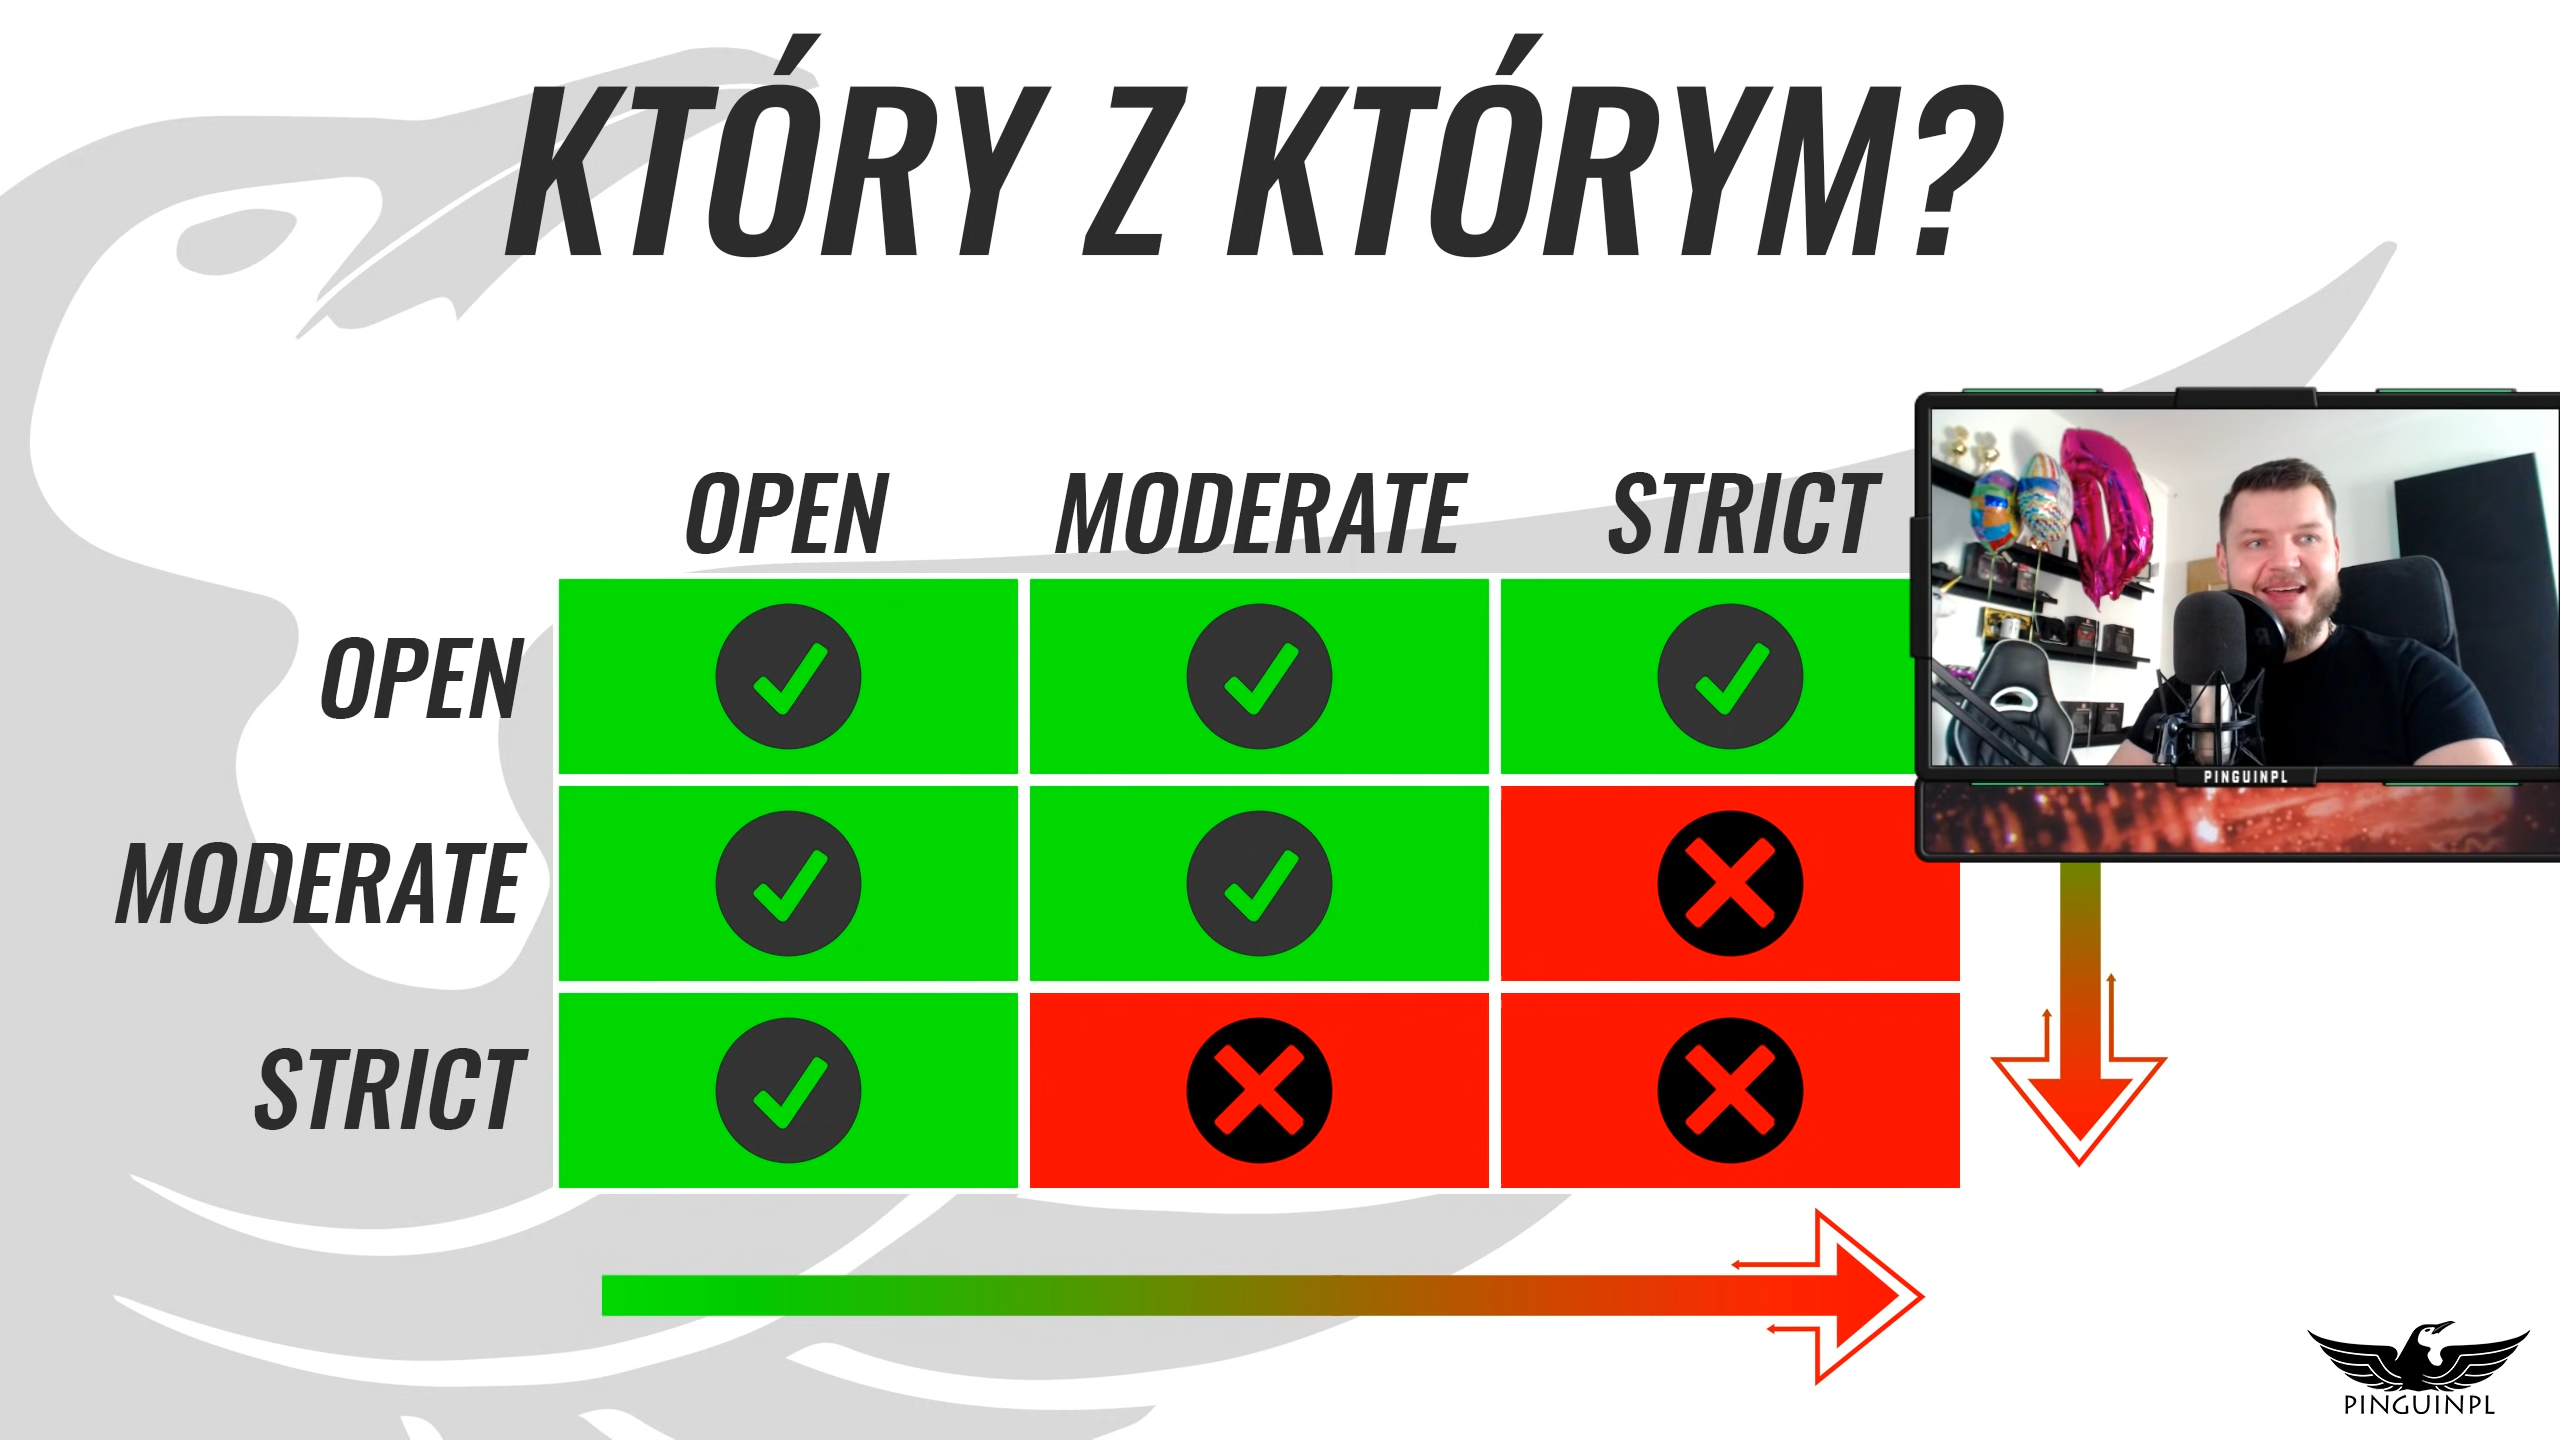 KTÓRY Z KTÓRYM?
OPEN MODERATE STRICT
OPEN
MODERATE
STRICT
PINGUINPL
PINGUINPL